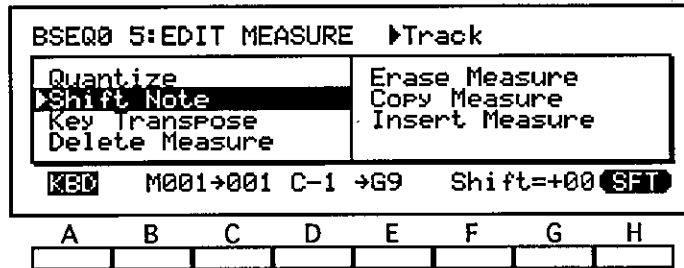 BSEQ0 5:EDIT MEASURE ▶Track
Quantize
▶Shift Note
Key Transpose
Delete Measure
Erase Measure
Copy Measure
Insert Measure
KBD M001→001 C-1 →G9 Shift=+00 SFT
A B C D E F G H